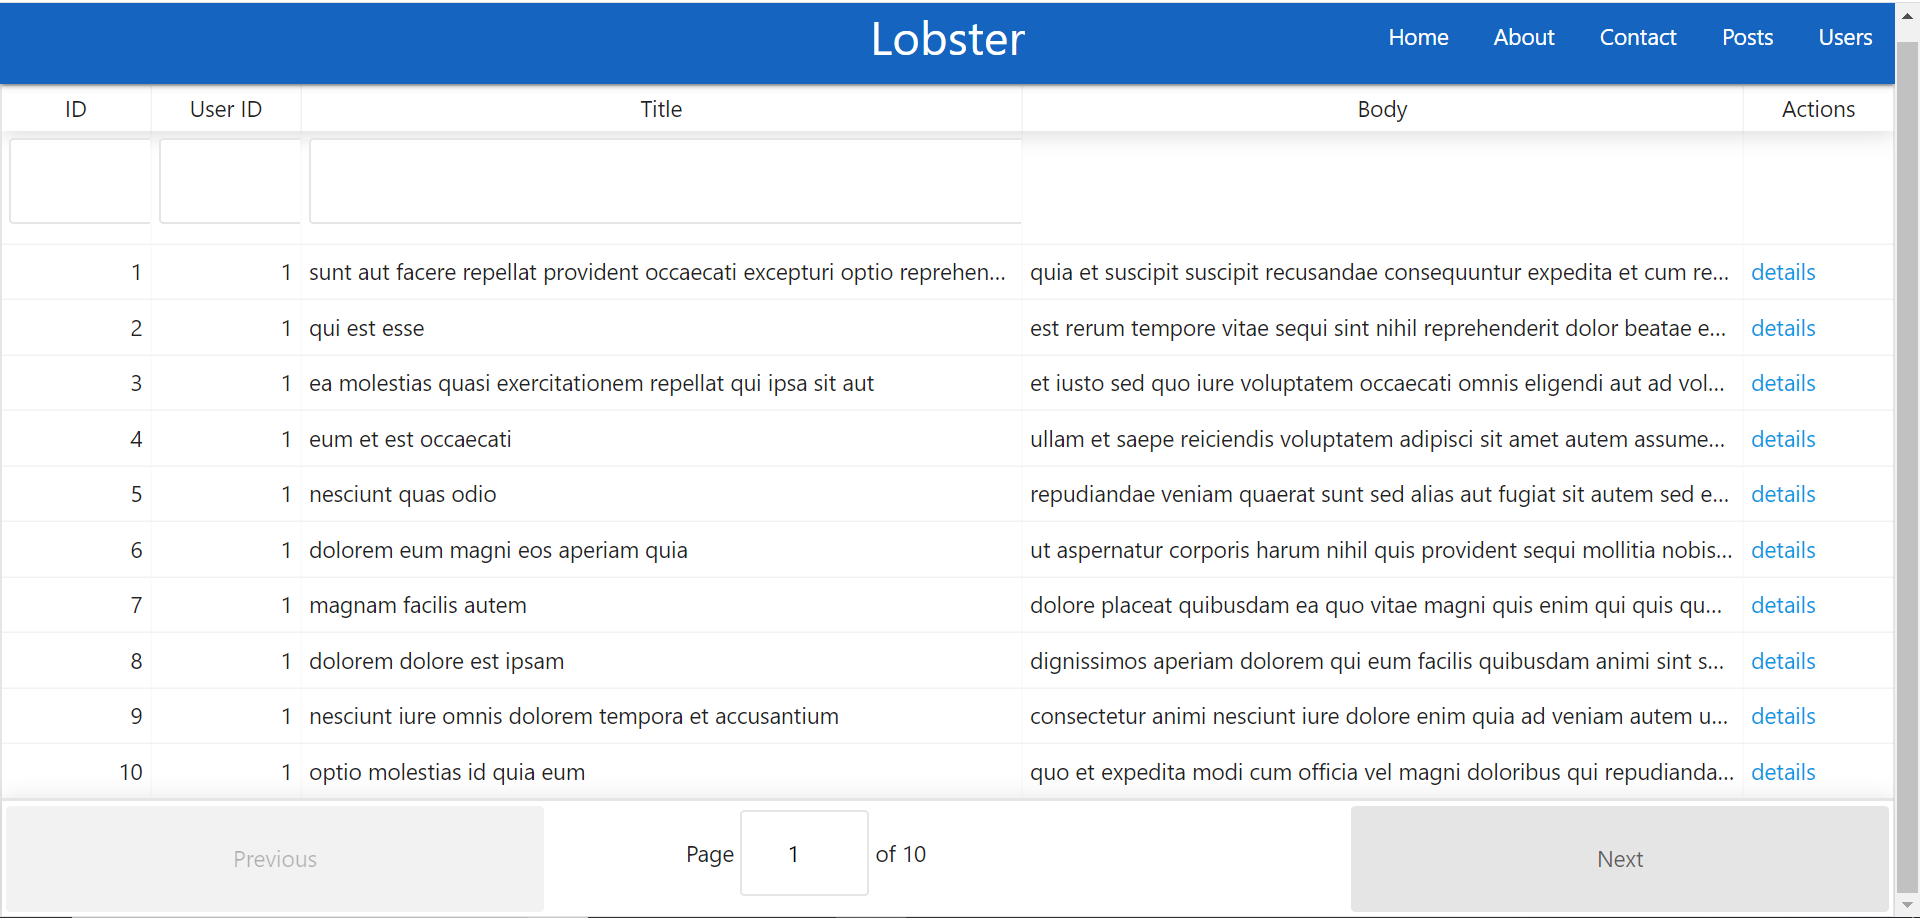 Lobster Home About Contact Posts Users
ID User ID Title Body Actions
1 1 sunt aut facere repellat provident occaecati excepturi optio reprehen... quia et suscipit suscipit recusandae consequuntur expedita et cum re... details
2 1 qui est esse est rerum tempore vitae sequi sint nihil reprehenderit dolor beatae e... details
3 1 ea molestias quasi exercitationem repellat qui ipsa sit aut et iusto sed quo iure voluptatem occaecati omnis eligendi aut ad vol... details
4 1 eum et est occaecati ullam et saepe reiciendis voluptatem adipisci sit amet autem assume... details
5 1 nesciunt quas odio repudiandae veniam quaerat sunt sed alias aut fugiat sit autem sed e... details
6 1 dolorem eum magni eos aperiam quia ut aspernatur corporis harum nihil quis provident sequi mollitia nobis... details
7 1 magnam facilis autem dolore placeat quibusdam ea quo vitae magni quis enim qui quis qu... details
8 1 dolorem dolore est ipsam dignissimos aperiam dolorem qui eum facilis quibusdam animi sint s... details
9 1 nesciunt iure omnis dolorem tempora et accusantium consectetur animi nesciunt iure dolore enim quia ad veniam autem u... details
10 1 optio molestias id quia eum quo et expedita modi cum officia vel magni doloribus qui repudianda... details
Previous Page 1 of 10 Next